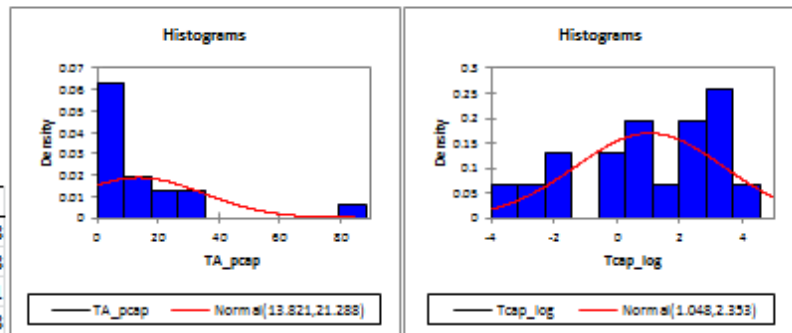 Histograms
0.07
0.06
0.05
0.04
0.03
0.02
0.01
0
Density
0 20 40 60 80
TA_pcap
TA_pcap Normal(13.821,21.288)
Histograms
0.3
0.25
0.2
0.15
0.1
0.05
0
Density
-4 -2 0 2 4
Tcap_log
Tcap_log Normal(1.048,2.353)